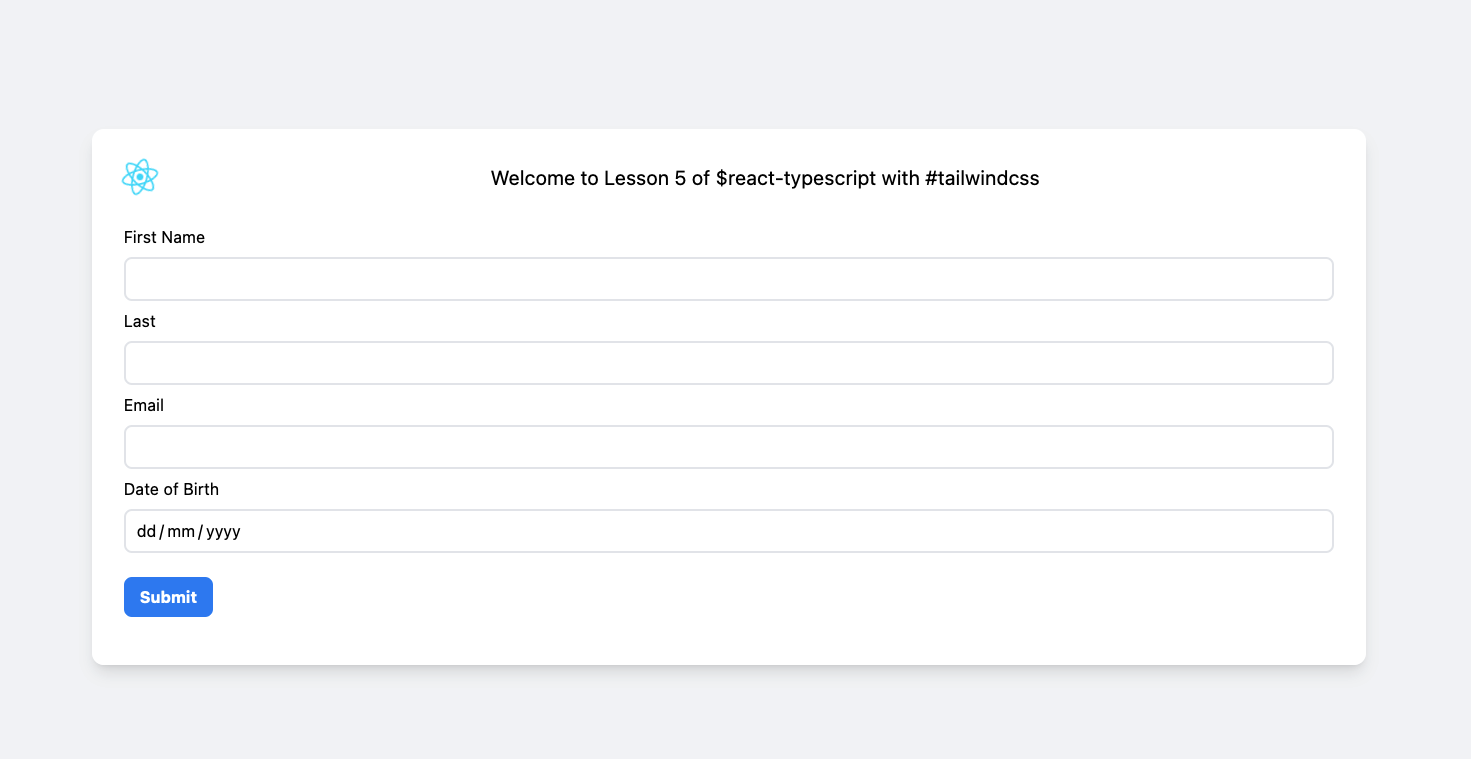 Welcome to Lesson 5 of $react-typescript with #tailwindcss
First Name
Last
Email
Date of Birth
dd/mm/yyyy
Submit